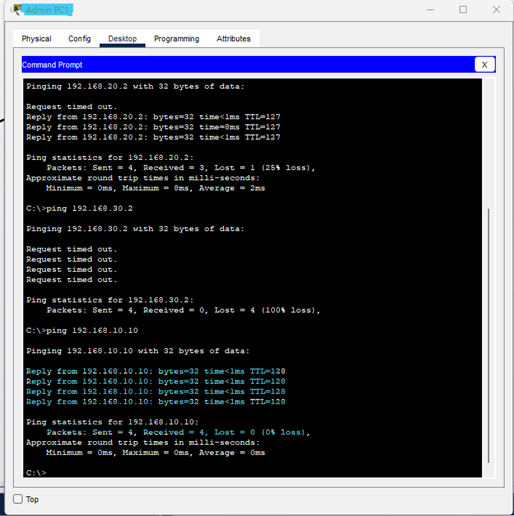 Admin PC1
Physical Config Desktop Programming Attributes
Command Prompt X
Pinging 192.168.20.2 with 32 bytes of data:
Request timed out.
Reply from 192.168.20.2: bytes=32 time<1ms TTL=127
Reply from 192.168.20.2: bytes=32 time=8ms TTL=127
Reply from 192.168.20.2: bytes=32 time<1ms TTL=127
Ping statistics for 192.168.20.2:
Packets: Sent = 4, Received = 3, Lost = 1 (25% loss),
Approximate round trip times in milli-seconds:
Minimum = 0ms, Maximum = 8ms, Average = 2ms
C:\>ping 192.168.30.2
Pinging 192.168.30.2 with 32 bytes of data:
Request timed out.
Request timed out.
Request timed out.
Request timed out.
Ping statistics for 192.168.30.2:
Packets: Sent = 4, Received = 0, Lost = 4 (100% loss),
C:\>ping 192.168.10.10
Pinging 192.168.10.10 with 32 bytes of data:
Reply from 192.168.10.10: bytes=32 time<1ms TTL=128
Reply from 192.168.10.10: bytes=32 time<1ms TTL=128
Reply from 192.168.10.10: bytes=32 time<1ms TTL=128
Reply from 192.168.10.10: bytes=32 time<1ms TTL=128
Ping statistics for 192.168.10.10:
Packets: Sent = 4, Received = 4, Lost = 0 (0% loss),
Approximate round trip times in milli-seconds:
Minimum = 0ms, Maximum = 0ms, Average = 0ms
C:\>
Top